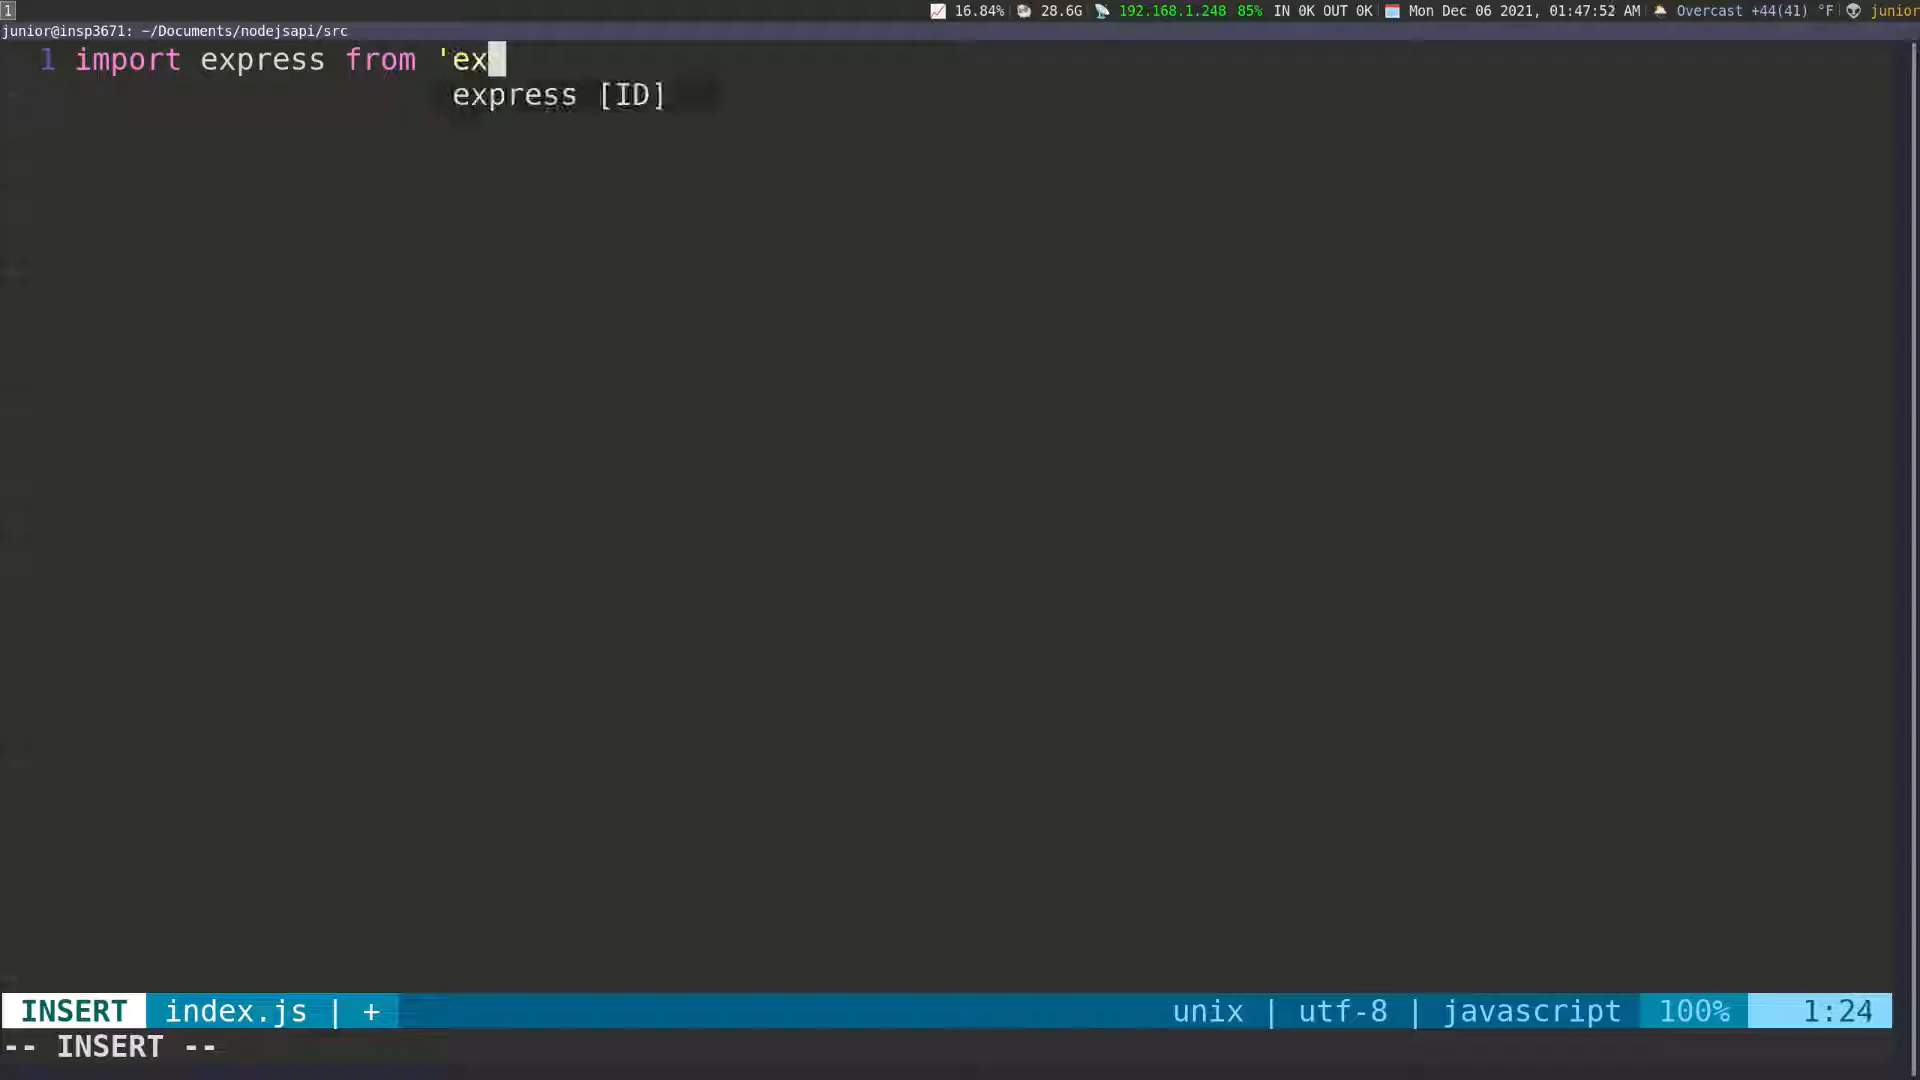 1 16.84% 28.6G 192.168.1.248 85% IN 0K OUT 0K Mon Dec 06 2021, 01:47:52 AM Overcast +44(41) °F junior
junior@insp3671: ~/Documents/nodejsapi/src
1 import express from 'ex
express [ID]
INSERT index.js | + unix | utf-8 | javascript 100% 1:24
-- INSERT --